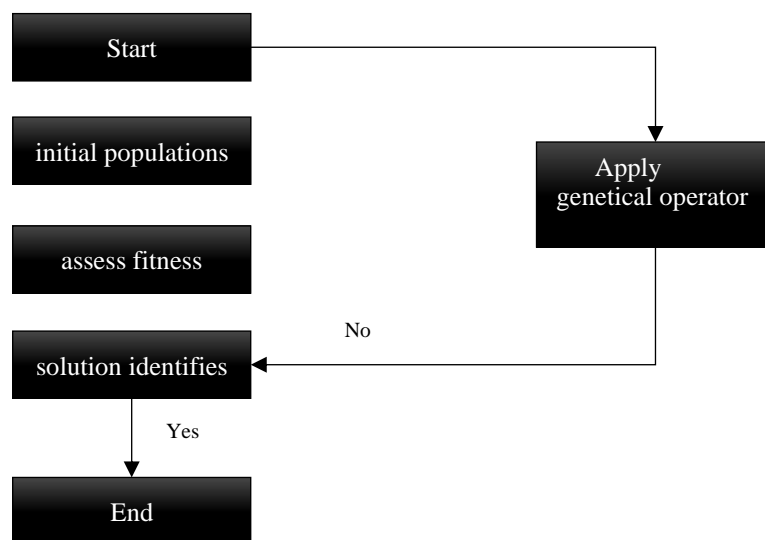 Start
initial populations
Apply
genetical operator
assess fitness
No
solution identifies
Yes
End